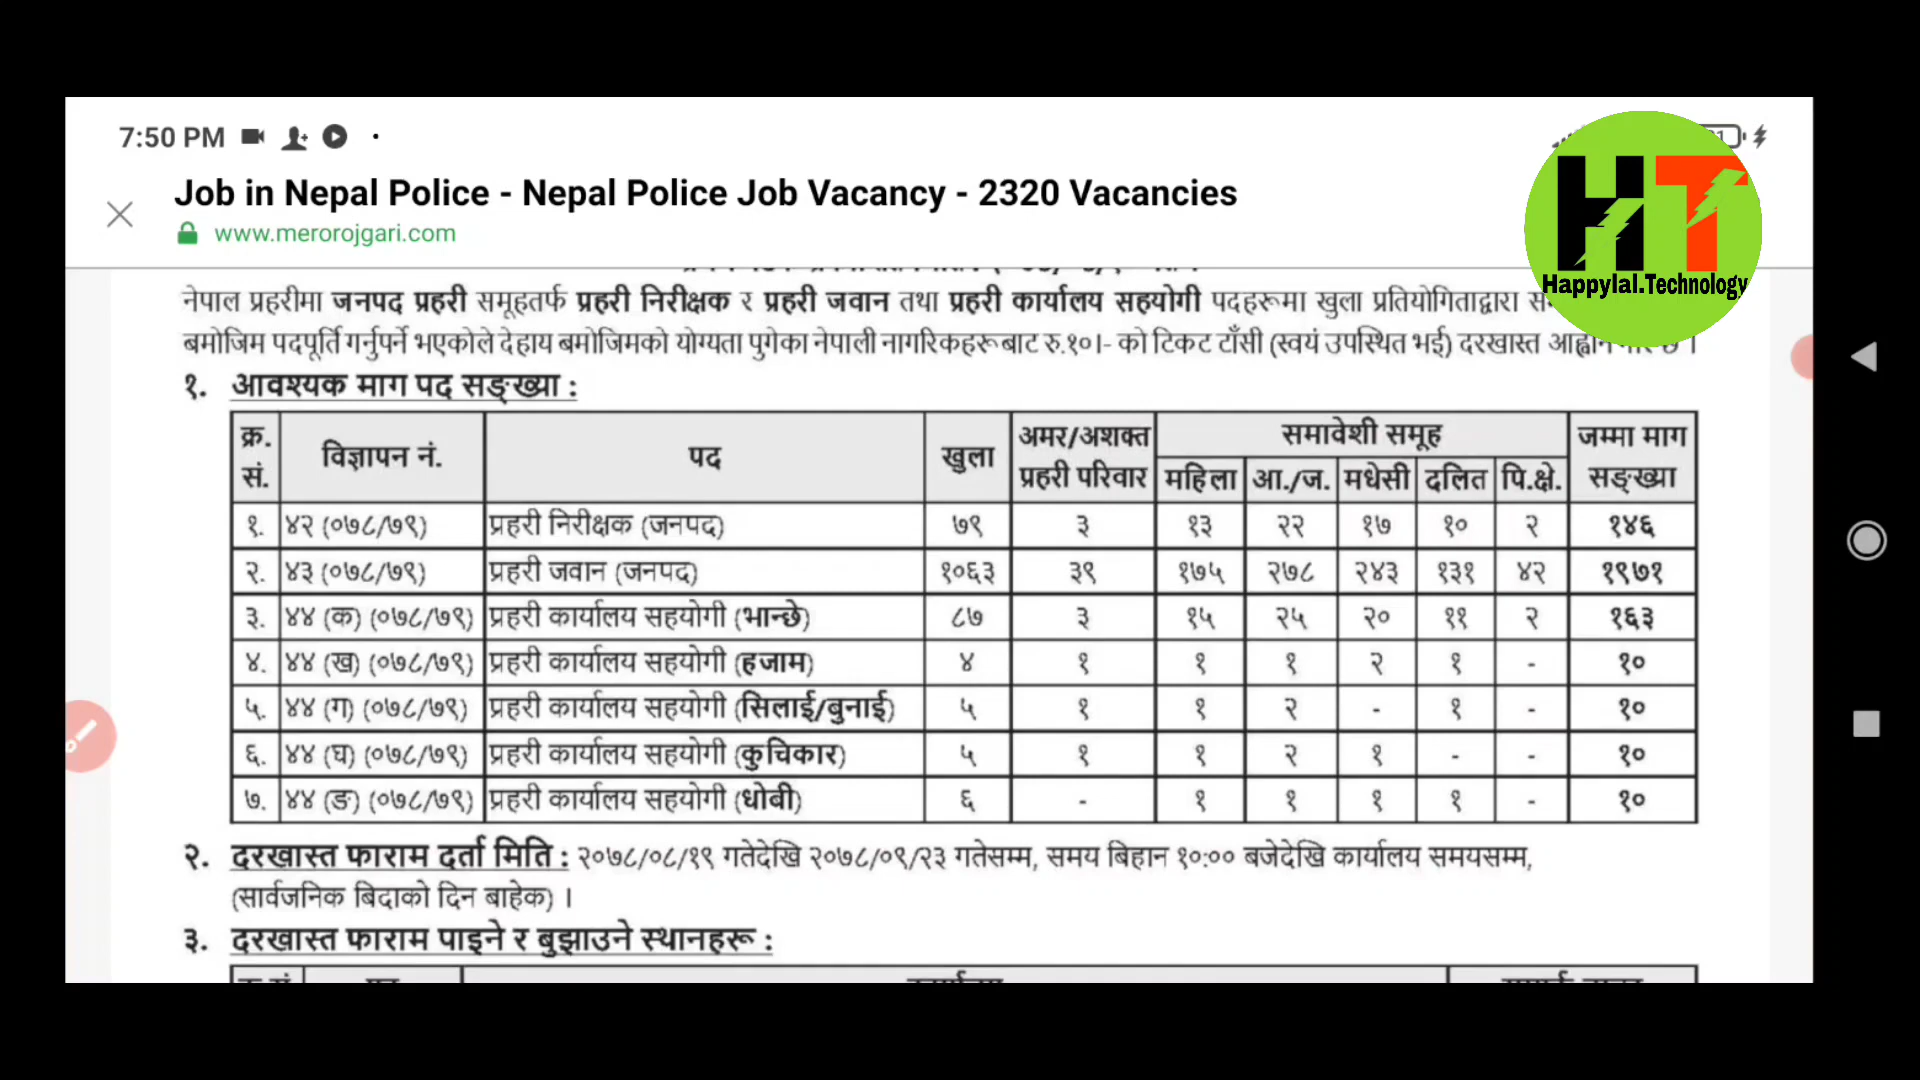 7:50 PM
Job in Nepal Police - Nepal Police Job Vacancy - 2320 Vacancies
www.merorojgari.com
HT
Happylal.Technology
नेपाल प्रहरीमा जनपद प्रहरी समूहतर्फ प्रहरी निरीक्षक र प्रहरी जवान तथा प्रहरी कार्यालय सहयोगी पदहरूमा खुला प्रतियोगिताद्वारा
बमोजिम पदपूर्ति गर्नुपर्ने भएकोले देहाय बमोजिमको योग्यता पुगेका नेपाली नागरिकहरूबाट रु.१०।- को टिकट टाँसी (स्वयं उपस्थित भई) दरखास्त आह्वान
१. आवश्यक माग पद सङ्ख्या :
क्र.सं. विज्ञापन नं. पद खुला अमर/अशक्त प्रहरी परिवार समावेशी समूह जम्मा माग सङ्ख्या
महिला आ./ज. मधेसी दलित पि.क्षे.
१. ४२ (०७८/७९) प्रहरी निरीक्षक (जनपद) ७९ ३ १३ २२ १७ १० २ १४६
२. ४३ (०७८/७९) प्रहरी जवान (जनपद) १०६३ ३९ १७५ २७८ २४३ १३१ ४२ १९७१
३. ४४ (क) (०७८/७९) प्रहरी कार्यालय सहयोगी (भान्छे) ८७ ३ १५ २५ २० ११ २ १६३
४. ४४ (ख) (०७८/७९) प्रहरी कार्यालय सहयोगी (हजाम) ४ १ १ १ २ १ - १०
५. ४४ (ग) (०७८/७९) प्रहरी कार्यालय सहयोगी (सिलाई/बुनाई) ५ १ १ २ - १ - १०
६. ४४ (घ) (०७८/७९) प्रहरी कार्यालय सहयोगी (कुचिकार) ५ १ १ २ १ - - १०
७. ४४ (ङ) (०७८/७९) प्रहरी कार्यालय सहयोगी (धोबी) ६ - १ १ १ १ - १०
२. दरखास्त फाराम दर्ता मिति : २०७८/०८/१९ गतेदेखि २०७८/०९/२३ गतेसम्म, समय बिहान १०:०० बजेदेखि कार्यालय समयसम्म,
(सार्वजनिक बिदाको दिन बाहेक) ।
३. दरखास्त फाराम पाइने र बुझाउने स्थानहरू :